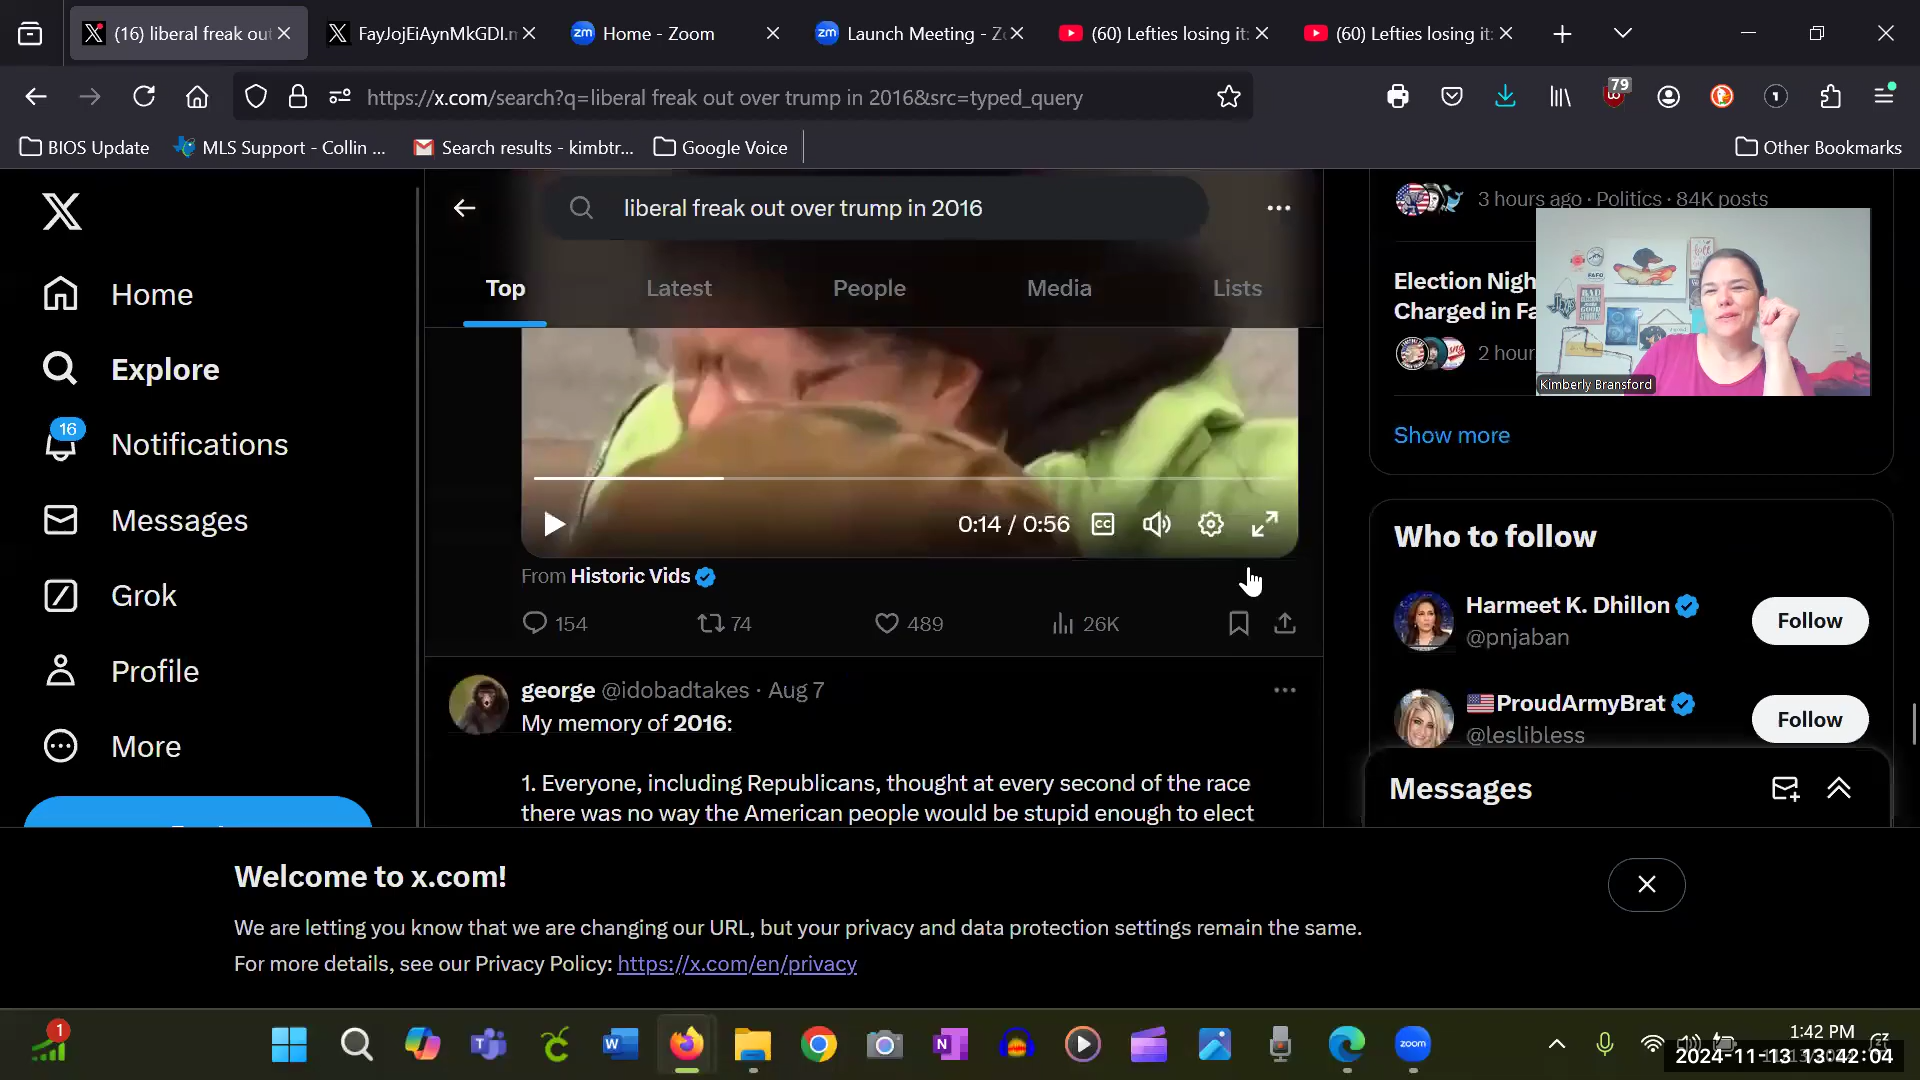 (16) liberal freak ou
FayJojEiAynMkGDI.m
Home - Zoom
Launch Meeting - Z
(60) Lefties losing it:
(60) Lefties losing it:
https://x.com/search?q=liberal freak out over trump in 2016&src=typed_query
79
BIOS Update
MLS Support - Collin ...
Search results - kimbtr...
Google Voice
Other Bookmarks
liberal freak out over trump in 2016
Top
Latest
People
Media
Lists
Home
Explore
16
Notifications
Messages
Grok
Profile
More
0:14 / 0:56
CC
From Historic Vids
154
74
489
26K
george @idobadtakes · Aug 7
My memory of 2016:
1. Everyone, including Republicans, thought at every second of the race
there was no way the American people would be stupid enough to elect
3 hours ago · Politics · 84K posts
Election Nigh
Charged in Fa
2 hour
Kimberly Bransford
Show more
Who to follow
Harmeet K. Dhillon
@pnjaban
Follow
ProudArmyBrat
@leslibless
Follow
Messages
Welcome to x.com!
We are letting you know that we are changing our URL, but your privacy and data protection settings remain the same.
For more details, see our Privacy Policy: https://x.com/en/privacy
1
zoom
1:42 PM
2024-11-13 13:42:04